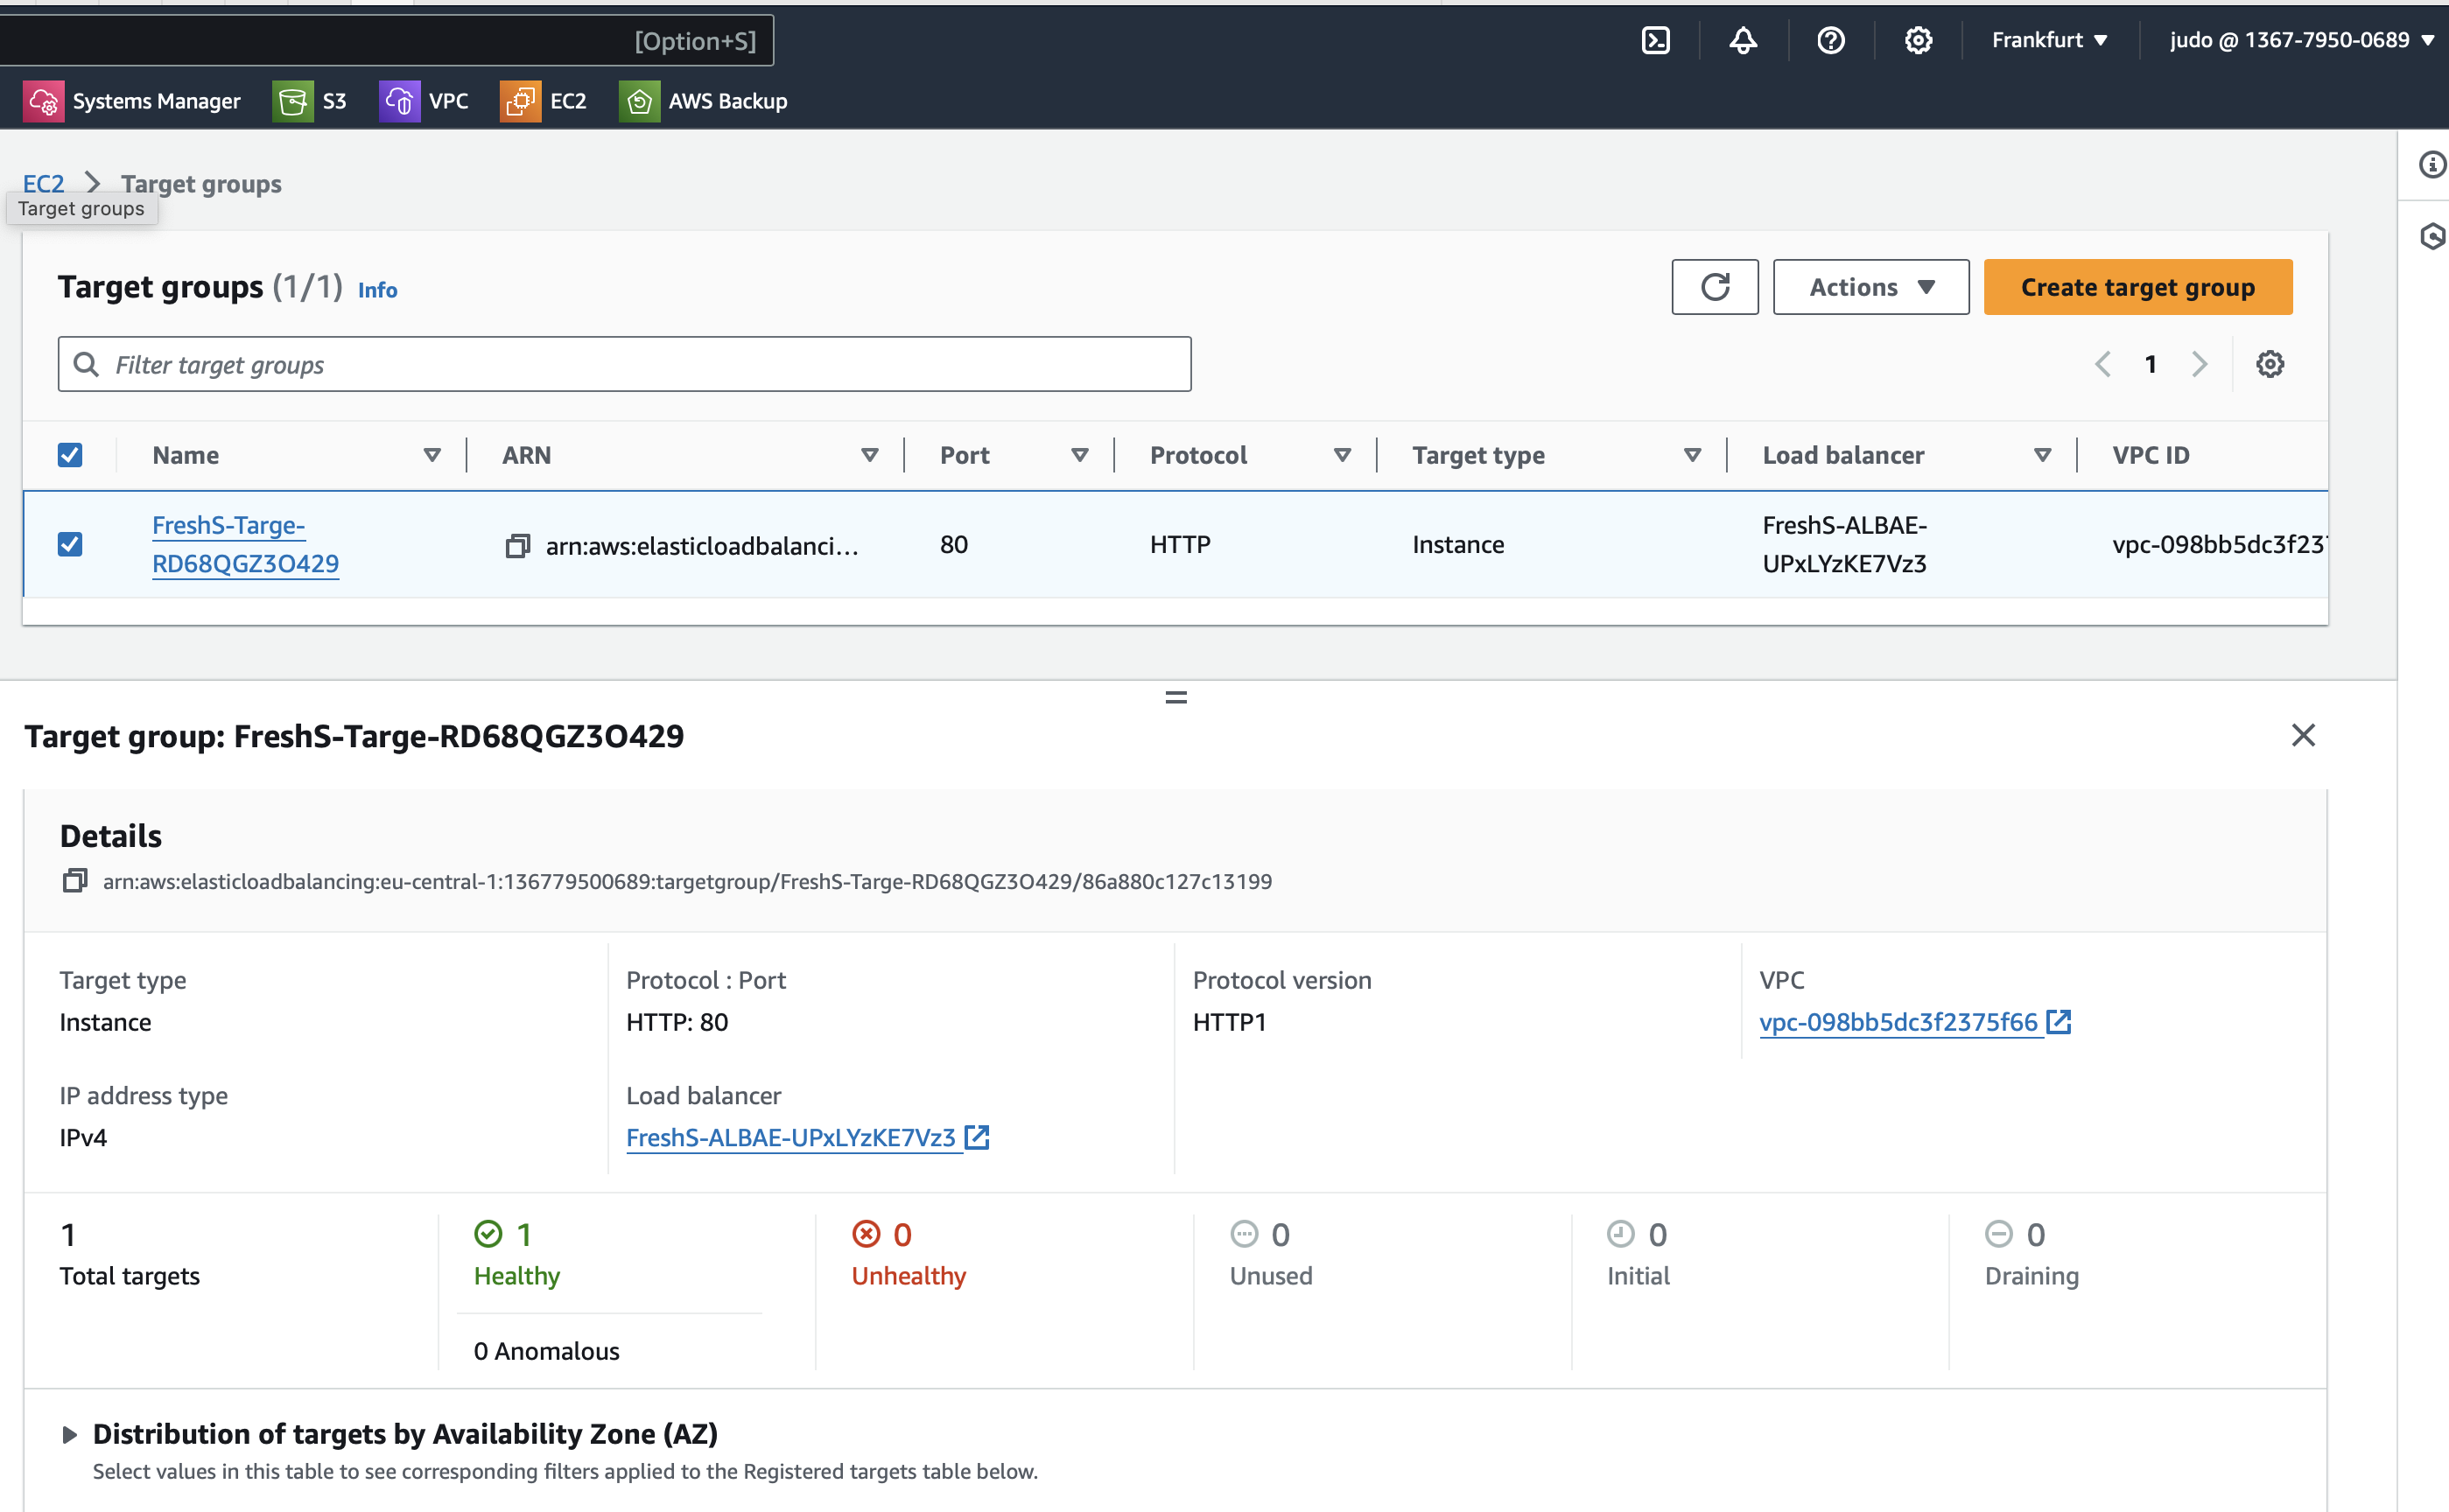 [Option+S]
Frankfurt
judo @ 1367-7950-0689
Systems Manager
S3
VPC
EC2
AWS Backup
EC2
Target groups
Target groups
Target groups (1/1) Info
Actions
Create target group
Filter target groups
1
Name
ARN
Port
Protocol
Target type
Load balancer
VPC ID
FreshS-Targe-
RD68QGZ3O429
arn:aws:elasticloadbalanci...
80
HTTP
Instance
FreshS-ALBAE-
UPxLYzKE7Vz3
vpc-098bb5dc3f23
Target group: FreshS-Targe-RD68QGZ3O429
Details
arn:aws:elasticloadbalancing:eu-central-1:136779500689:targetgroup/FreshS-Targe-RD68QGZ3O429/86a880c127c13199
Target type
Instance
Protocol : Port
HTTP: 80
Protocol version
HTTP1
VPC
vpc-098bb5dc3f2375f66
IP address type
IPv4
Load balancer
FreshS-ALBAE-UPxLYzKE7Vz3
1
Total targets
1
Healthy
0 Anomalous
0
Unhealthy
0
Unused
0
Initial
0
Draining
Distribution of targets by Availability Zone (AZ)
Select values in this table to see corresponding filters applied to the Registered targets table below.